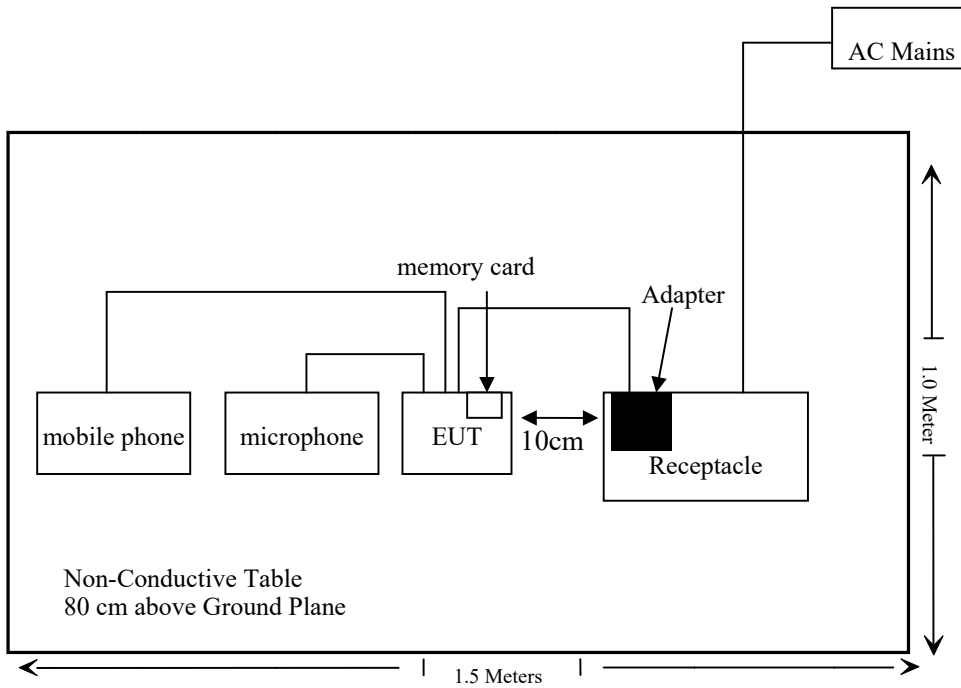 AC Mains
memory card
Adapter
mobile phone
microphone
EUT
10cm
Receptacle
1.0 Meter
Non-Conductive Table
80 cm above Ground Plane
1.5 Meters